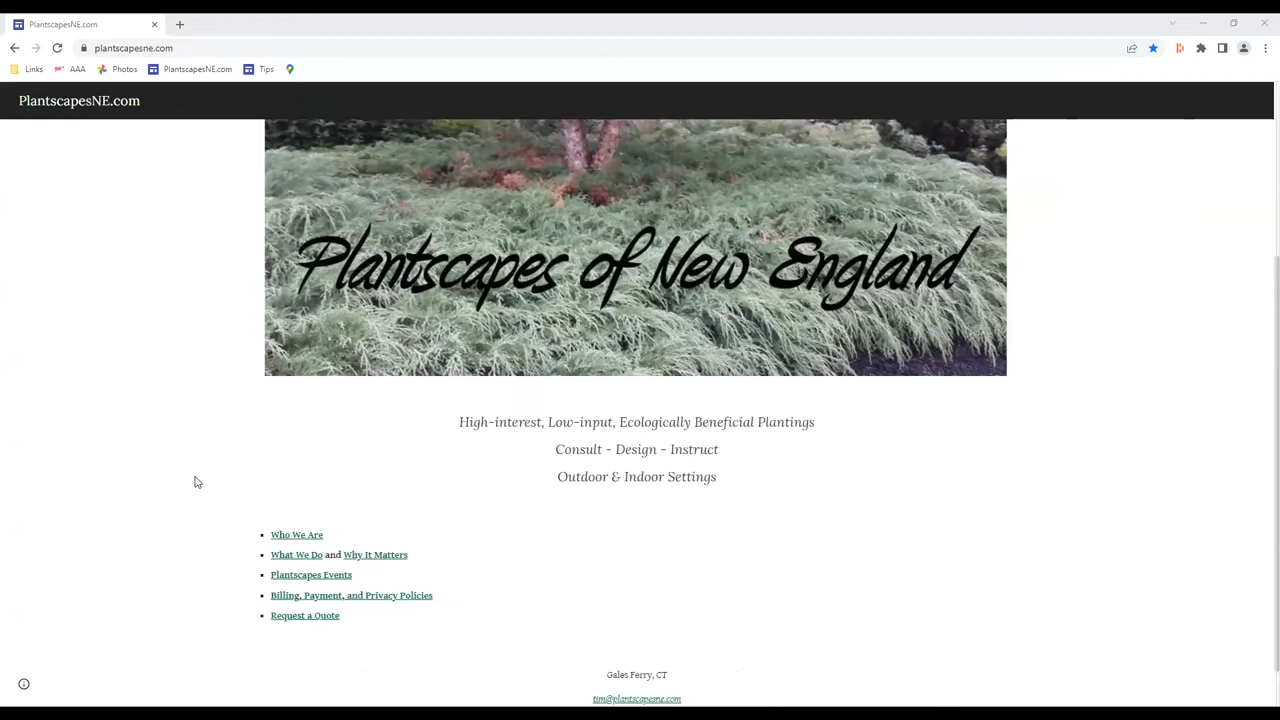 PlantscapesNE.com
plantscapesne.com
Links AAA Photos PlantscapesNE.com Tips
PlantscapesNE.com
Plantscapes of New England
High-interest, Low-input, Ecologically Beneficial Plantings
Consult - Design - Instruct
Outdoor & Indoor Settings
Who We Are
What We Do and Why It Matters
Plantscapes Events
Billing, Payment, and Privacy Policies
Request a Quote
Gales Ferry, CT
tim@plantscapesne.com